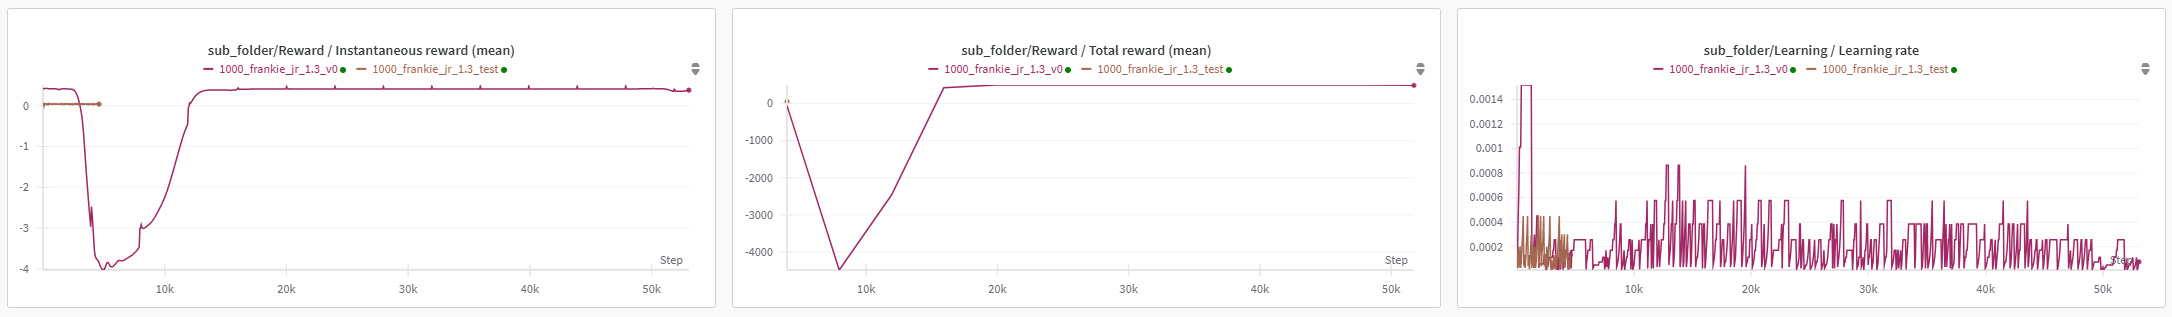 sub_folder/Reward / Instantaneous reward (mean)
1000_frankie_jr_1.3_v0 1000_frankie_jr_1.3_test
0
-1
-2
-3
-4
Step
10k 20k 30k 40k 50k
sub_folder/Reward / Total reward (mean)
1000_frankie_jr_1.3_v0 1000_frankie_jr_1.3_test
0
-1000
-2000
-3000
-4000
Step
10k 20k 30k 40k 50k
sub_folder/Learning / Learning rate
1000_frankie_jr_1.3_v0 1000_frankie_jr_1.3_test
0.0014
0.0012
0.001
0.0008
0.0006
0.0004
0.0002
Step
10k 20k 30k 40k 50k